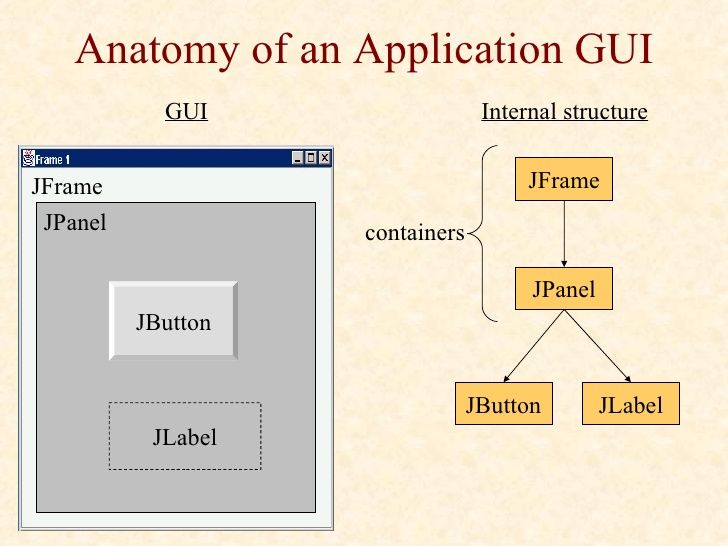 Anatomy of an Application GUI
GUI
Internal structure
Frame 1
JFrame
JPanel
JButton
JLabel
containers
JFrame
JPanel
JButton
JLabel